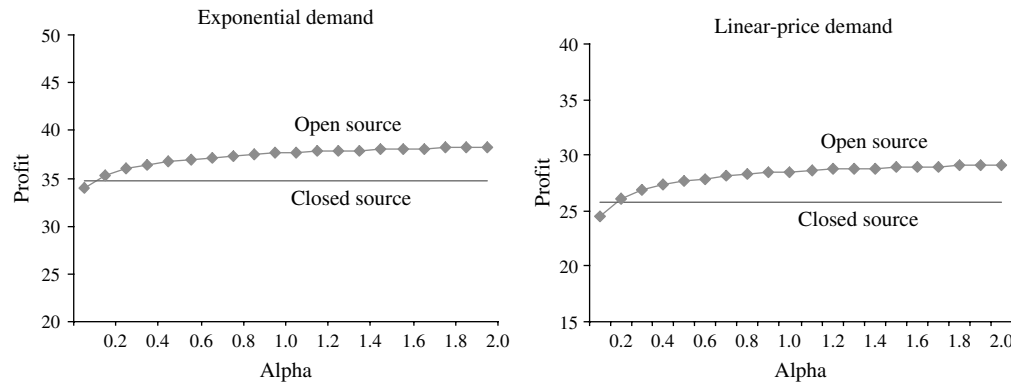 Exponential demand
50
45
40
35
30
25
20
Profit
Open source
Closed source
0.2 0.4 0.6 0.8 1.0 1.2 1.4 1.6 1.8 2.0
Alpha
Linear-price demand
40
35
30
25
20
15
Profit
Open source
Closed source
0.2 0.4 0.6 0.8 1.0 1.2 1.4 1.6 1.8 2.0
Alpha